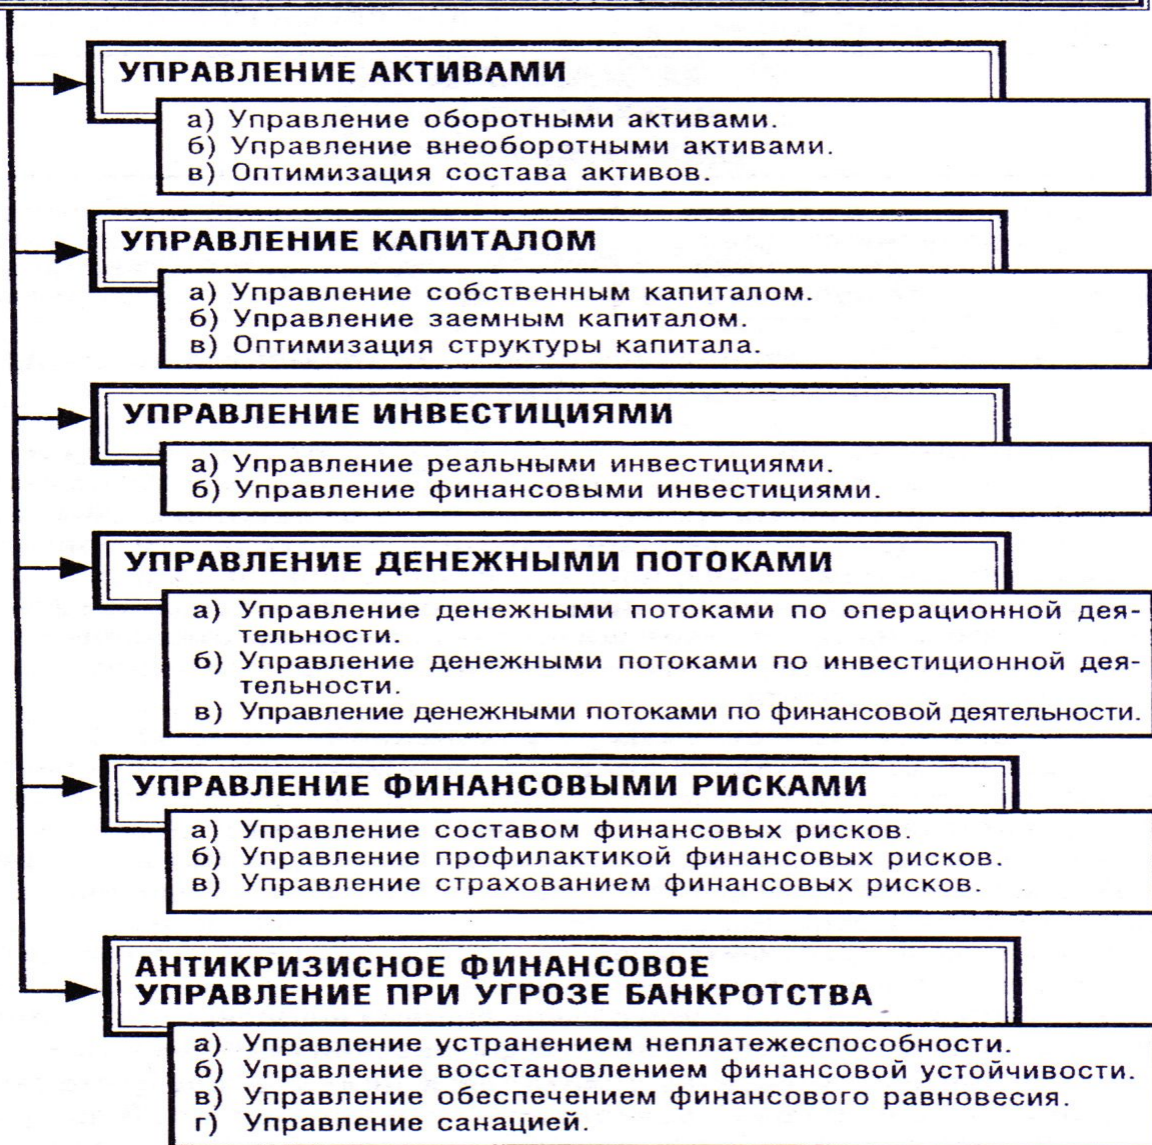 УПРАВЛЕНИЕ АКТИВАМИ
а) Управление оборотными активами.
б) Управление внеоборотными активами.
в) Оптимизация состава активов.
УПРАВЛЕНИЕ КАПИТАЛОМ
а) Управление собственным капиталом.
б) Управление заемным капиталом.
в) Оптимизация структуры капитала.
УПРАВЛЕНИЕ ИНВЕСТИЦИЯМИ
а) Управление реальными инвестициями.
б) Управление финансовыми инвестициями.
УПРАВЛЕНИЕ ДЕНЕЖНЫМИ ПОТОКАМИ
а) Управление денежными потоками по операционной дея-
тельности.
б) Управление денежными потоками по инвестиционной дея-
тельности.
в) Управление денежными потоками по финансовой деятельности.
УПРАВЛЕНИЕ ФИНАНСОВЫМИ РИСКАМИ
а) Управление составом финансовых рисков.
б) Управление профилактикой финансовых рисков.
в) Управление страхованием финансовых рисков.
АНТИКРИЗИСНОЕ ФИНАНСОВОЕ
УПРАВЛЕНИЕ ПРИ УГРОЗЕ БАНКРОТСТВА
а) Управление устранением неплатежеспособности.
б) Управление восстановлением финансовой устойчивости.
в) Управление обеспечением финансового равновесия.
г) Управление санацией.